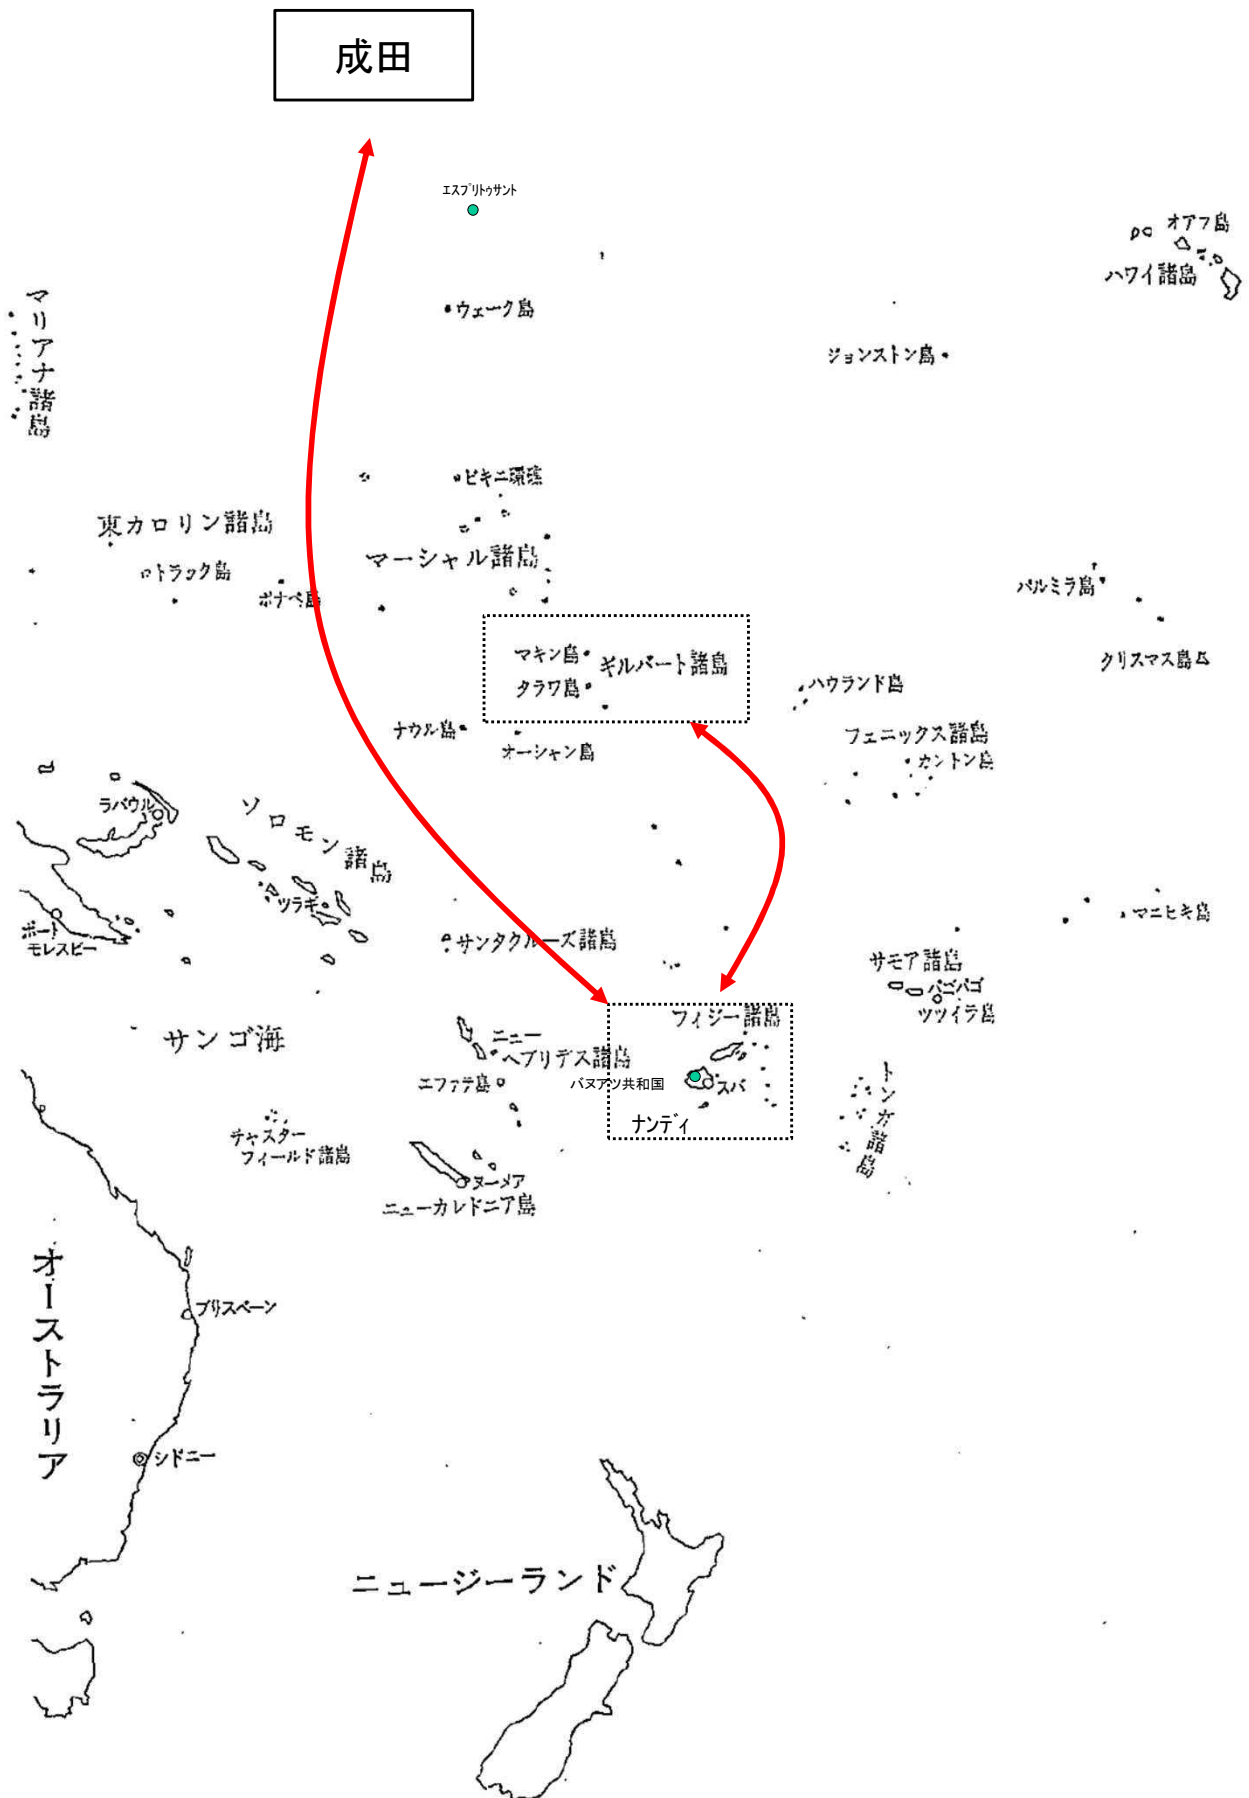 成田
エスプリトゥサント
オアフ島
ハワイ諸島
マリアナ諸島
ウェーク島
ジョンストン島
ビキニ環礁
東カロリン諸島
マーシャル諸島
トラック島
ポナペ島
パルミラ島
マキン島
ギルバート諸島
タラワ島
クリスマス島
ハウランド島
ナウル島
オーシャン島
フェニックス諸島
カントン島
ラバウル
ソロモン諸島
ツラギ
ポート
モレスビー
サンタクルーズ諸島
マニヒキ島
サモア諸島
パゴパゴ
ツツイラ島
フィジー諸島
サンゴ海
ニュー
ヘブリデス諸島
エファテ島
バヌアツ共和国
スバ
ナンディ
トンガ諸島
チャスター
フィールド諸島
ヌーメア
ニューカレドニア島
オーストラリア
ブリスベーン
シドニー
ニュージーランド